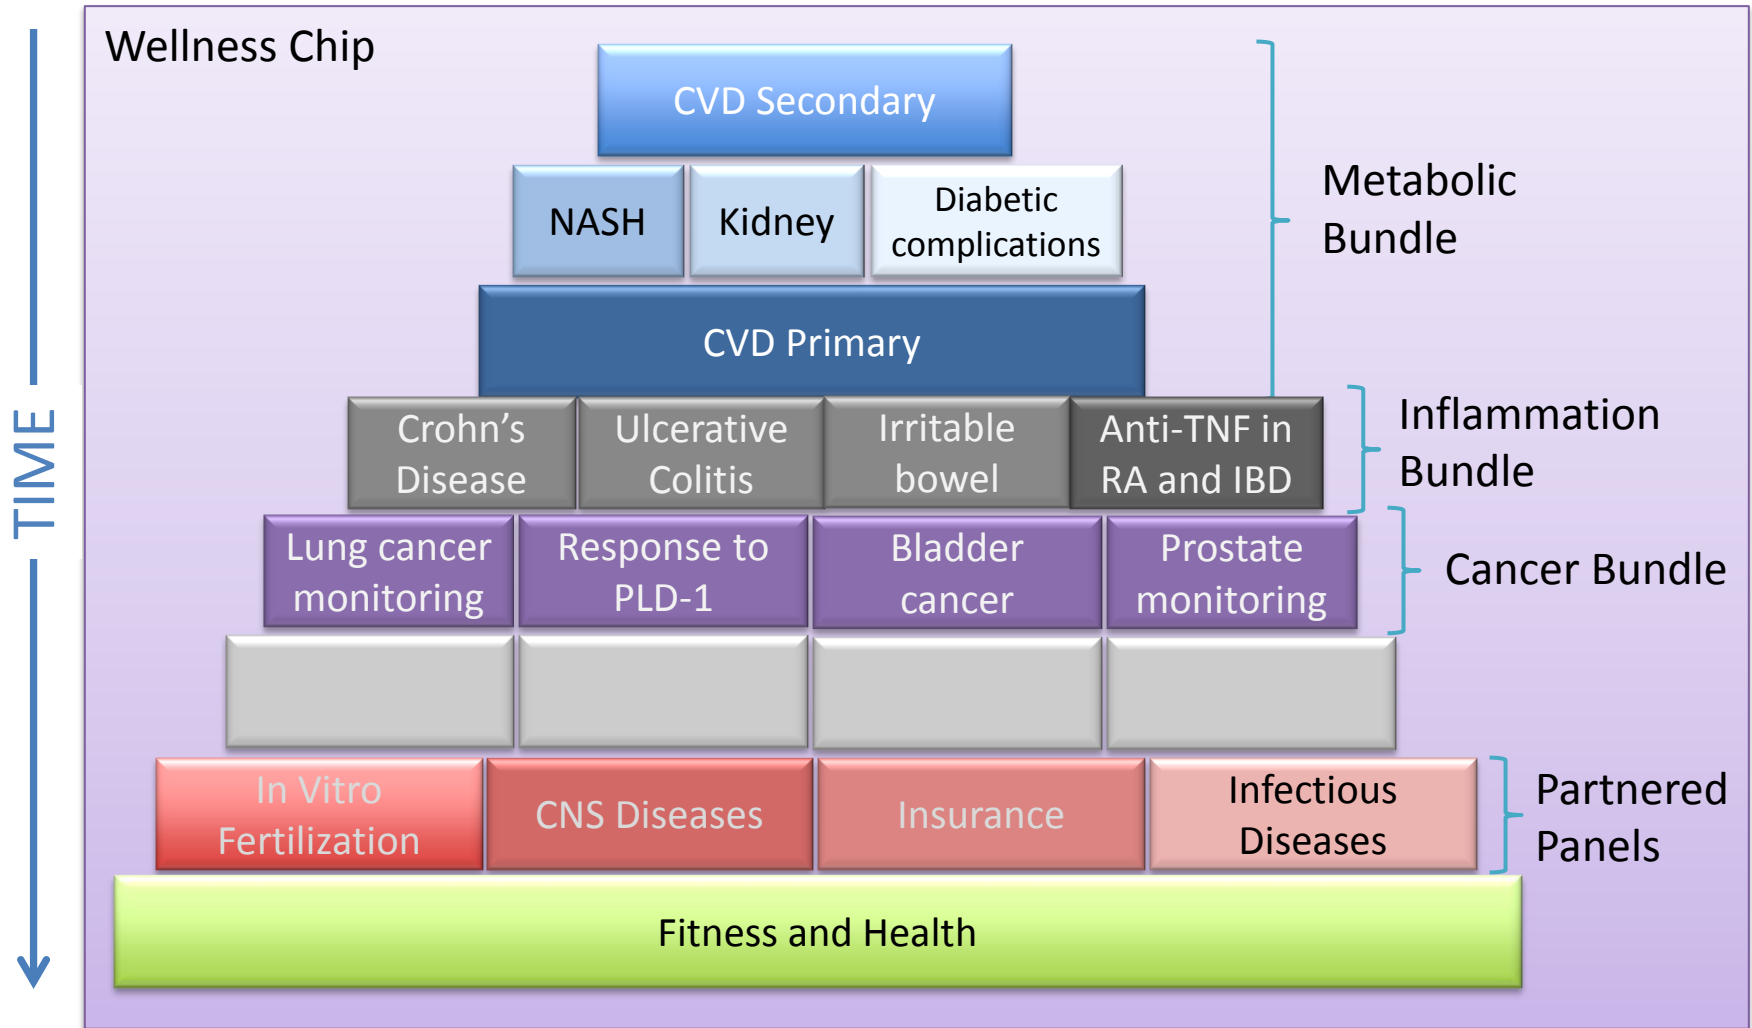 Wellness Chip
CVD Secondary
NASH
Kidney
Diabetic
complications
CVD Primary
Metabolic
Bundle
Crohn’s
Disease
Ulcerative
Colitis
Irritable
bowel
Anti-TNF in
RA and IBD
Inflammation
Bundle
Lung cancer
monitoring
Response to
PLD-1
Bladder
cancer
Prostate
monitoring
Cancer Bundle
In Vitro
Fertilization
CNS Diseases
Insurance
Infectious
Diseases
Partnered
Panels
Fitness and Health
TIME